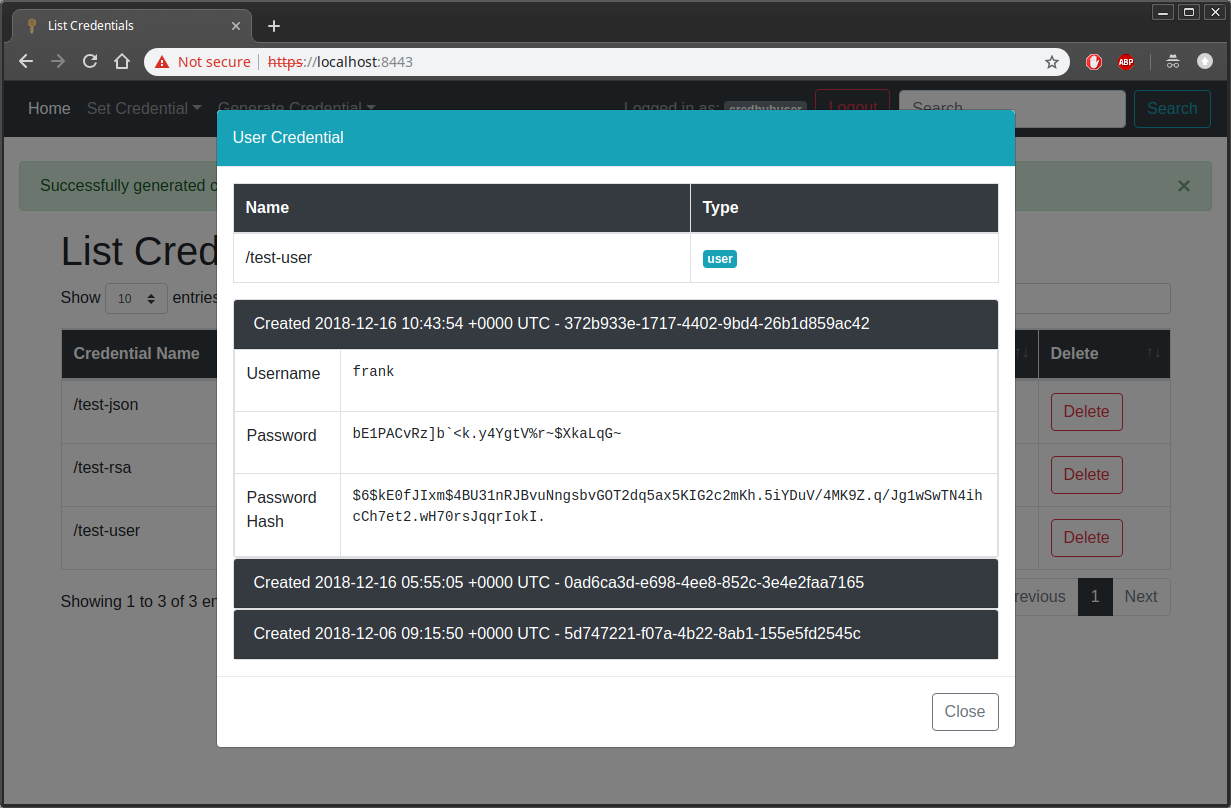 List Credentials
Not secure https://localhost:8443
ABP
Home Set Credential Generate Credential Logged in as: credhubuser Logout Search Search
User Credential
Successfully generated
Name Type
/test-user user
List Cred
Show 10 entries
Created 2018-12-16 10:43:54 +0000 UTC - 372b933e-1717-4402-9bd4-26b1d859ac42
Credential Name Delete
Username frank
/test-json Delete
Password bE1PACvRz]b`<k.y4YgtV%r~$XkaLqG~
/test-rsa Delete
Password Hash
$6$kE0fJIxm$4BU31nRJBvuNngsbvGOT2dq5ax5KIG2c2mKh.5iYDuV/4MK9Z.q/Jg1wSwTN4ih
cCh7et2.wH70rsJqqrIokI.
/test-user Delete
Created 2018-12-16 05:55:05 +0000 UTC - 0ad6ca3d-e698-4ee8-852c-3e4e2faa7165
Showing 1 to 3 of 3 en revious 1 Next
Created 2018-12-06 09:15:50 +0000 UTC - 5d747221-f07a-4b22-8ab1-155e5fd2545c
Close